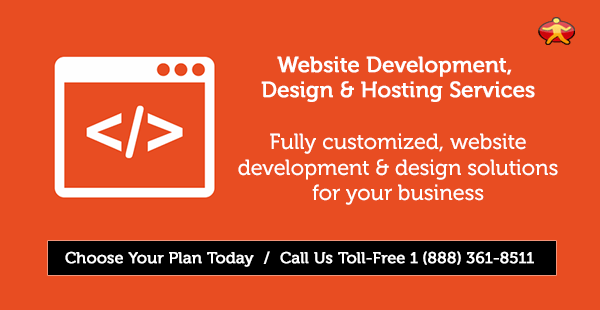 </>
Website Development,
Design & Hosting Services
Fully customized, website
development & design solutions
for your business
Choose Your Plan Today / Call Us Toll-Free 1 (888) 361-8511